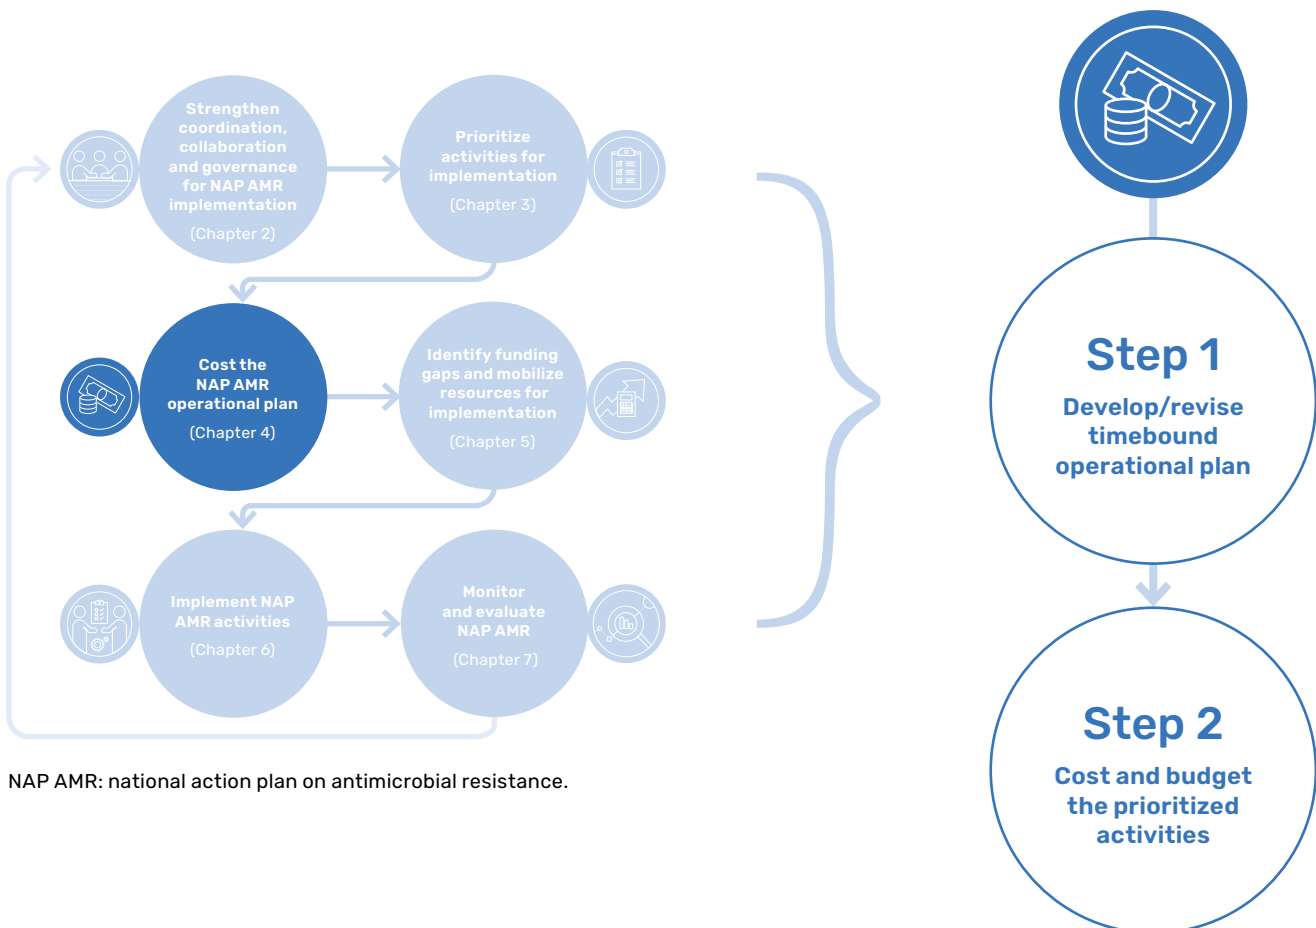 Strengthen
coordination,
collaboration
and governance
for NAP AMR
implementation
(Chapter 2)
Prioritize
activities for
implementation
(Chapter 3)
Cost the
NAP AMR
operational plan
(Chapter 4)
Identify funding
gaps and mobilize
resources for
implementation
(Chapter 5)
Implement NAP
AMR activities
(Chapter 6)
Monitor
and evaluate
NAP AMR
(Chapter 7)
NAP AMR: national action plan on antimicrobial resistance.
Step 1
Develop/revise
timebound
operational plan
Step 2
Cost and budget
the prioritized
activities